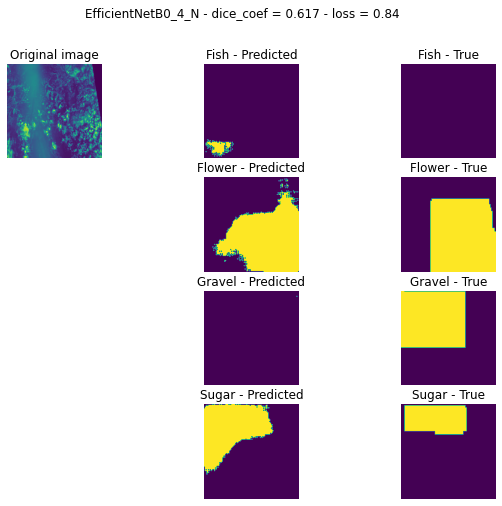 EfficientNetB0_4_N - dice_coef = 0.617 - loss = 0.84
Original image
Fish - Predicted
Fish - True
Flower - Predicted
Flower - True
Gravel - Predicted
Gravel - True
Sugar - Predicted
Sugar - True